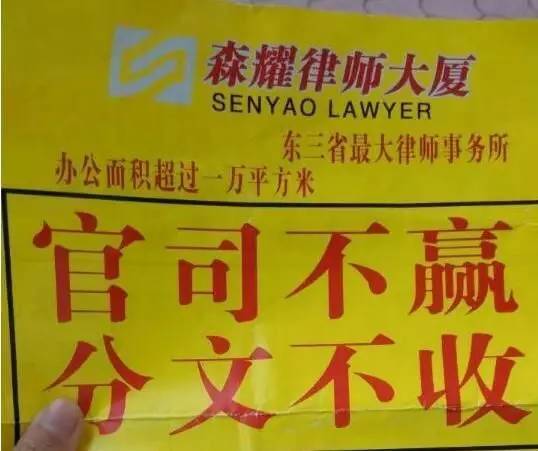 森耀律师大厦
SENYAO LAWYER
东三省最大律师事务所
办公面积超过一万平方米
官司不赢
分文不收